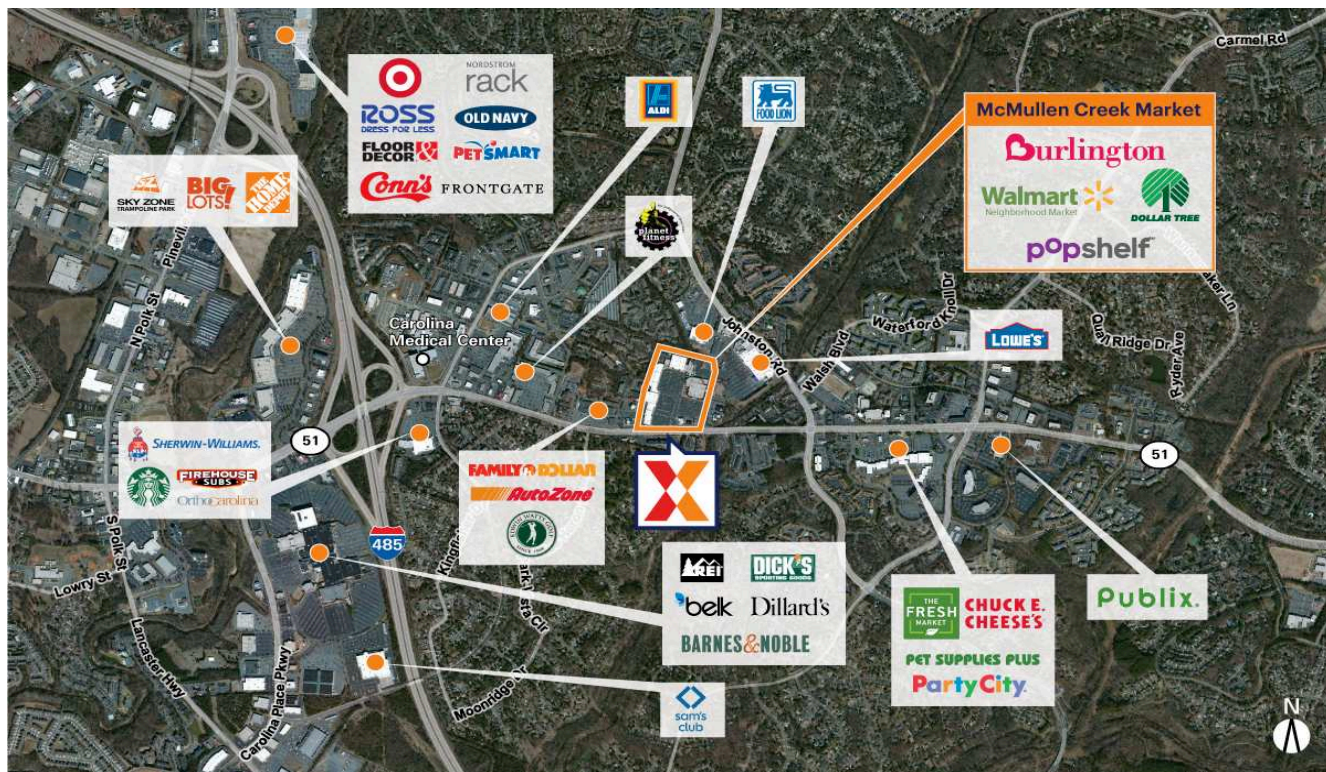 Carmel Rd
NORDSTROM
rack
ROSS
DRESS FOR LESS
OLD NAVY
FLOOR
DECOR &
PETSMART
Conn's
FRONTGATE
ALDI
FOOD LION
McMullen Creek Market
Burlington
Walmart
Neighborhood Market
DOLLAR TREE
popshelf
SKY ZONE
TRAMPOLINE PARK
BIG
LOTS!
THE
HOME
DEPOT
planet
fitness
N Polk St
Carolina
Medical Center
Johnston Rd
Walsh Blvd
Waterford Knoll Dr
LOWE'S
Quail Ridge Dr
Ryder Ave
51
51
SHERWIN-WILLIAMS.
FIREHOUSE
SUBS
OrthoCarolina
FAMILY DOLLAR
AutoZone
EDWIN WATTS GOLF
485
S Polk St
Lowry St
Lancaster Hwy
Carolina Place Pkwy
Moonridge Dr
REI
DICK'S
SPORTING GOODS
belk
Dillard's
BARNES & NOBLE
sam's
club
THE
FRESH
MARKET
CHUCK E.
CHEESE'S
PET SUPPLIES PLUS
PartyCity
Publix.
N